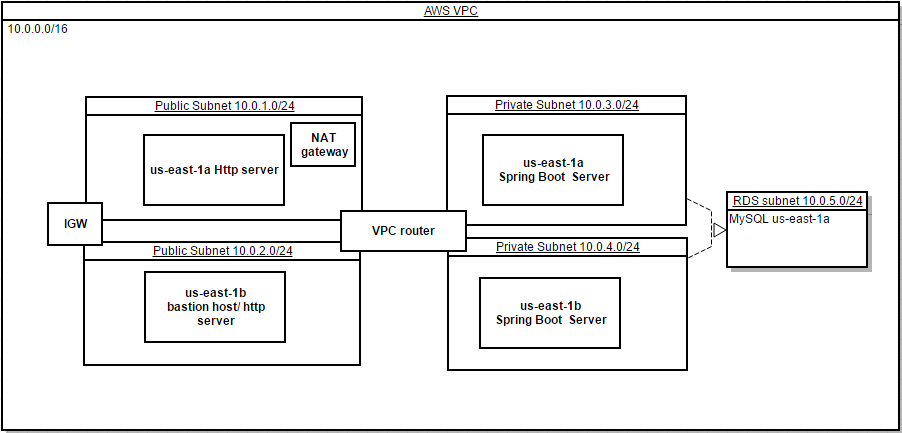 AWS VPC
10.0.0.0/16
Public Subnet 10.0.1.0/24
NAT
gateway
us-east-1a Http server
IGW
Public Subnet 10.0.2.0/24
us-east-1b
bastion host/ http
server
VPC router
Private Subnet 10.0.3.0/24
us-east-1a
Spring Boot Server
Private Subnet 10.0.4.0/24
us-east-1b
Spring Boot Server
RDS subnet 10.0.5.0/24
MySQL us-east-1a